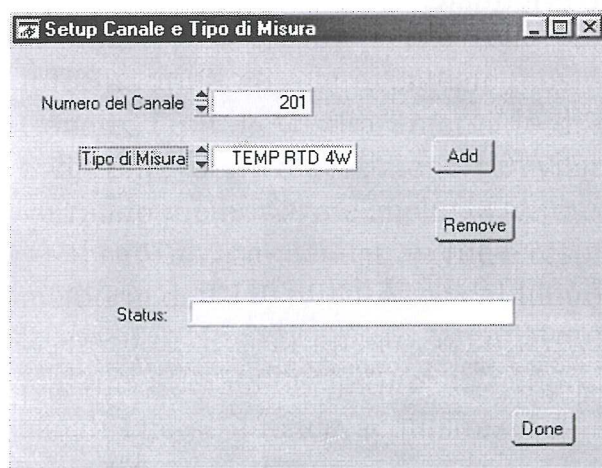 Setup Canale e Tipo di Misura
Numero del Canale 201
Tipo di Misura TEMP RTD 4W Add
Remove
Status:
Done